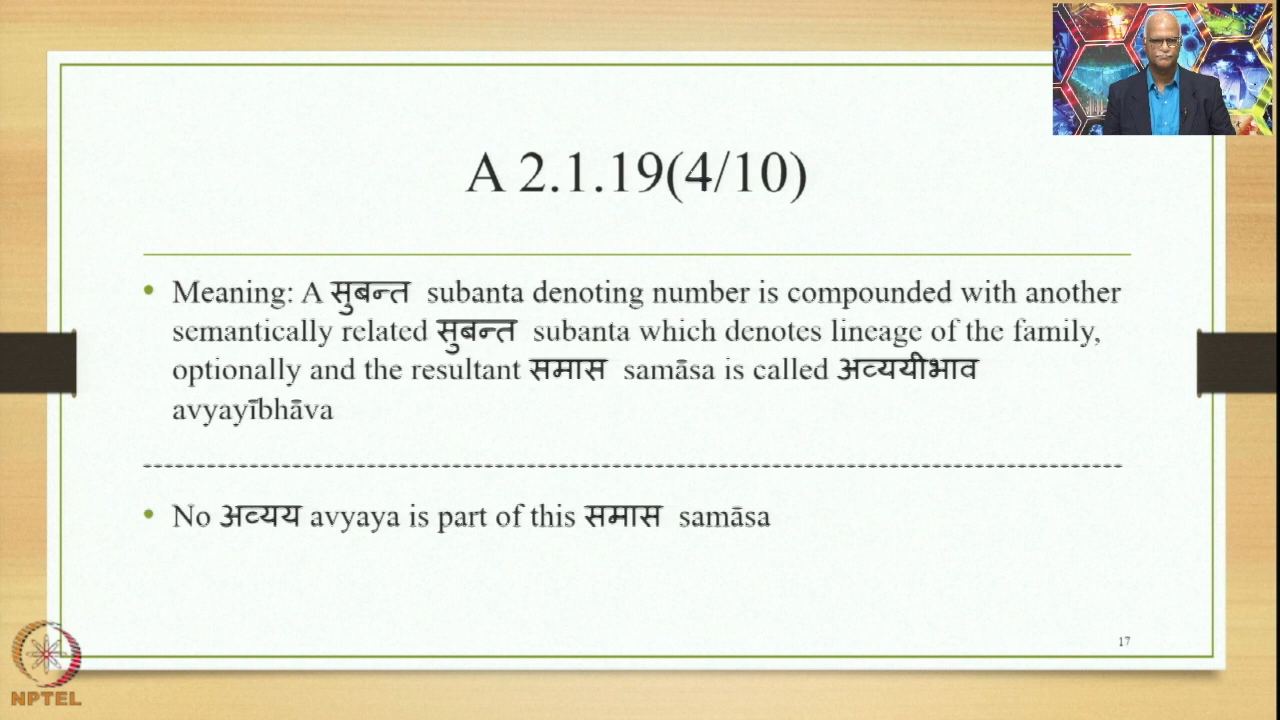 A 2.1.19(4/10)
• Meaning: A सुबन्त subanta denoting number is compounded with another
semantically related सुबन्त subanta which denotes lineage of the family,
optionally and the resultant समास samāsa is called अव्ययीभाव
avyayībhāva
--------------------------------------------------------------------------------------------
• No अव्यय avyaya is part of this समास samāsa
17
NPTEL